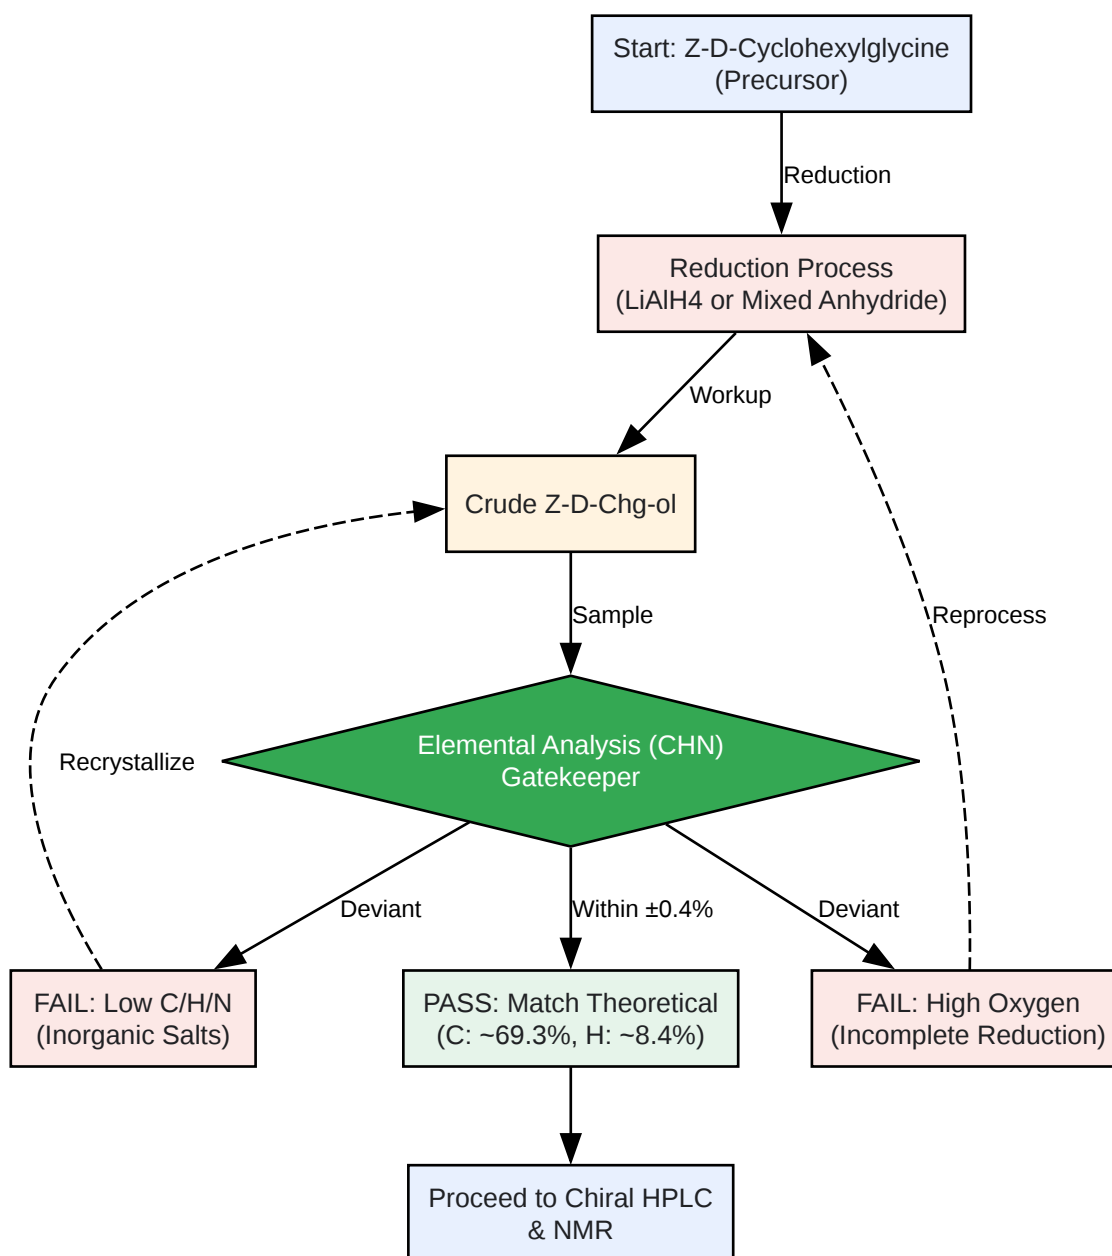 Start: Z-D-Cyclohexylglycine
(Precursor)
Reduction
Reduction Process
(LiAlH4 or Mixed Anhydride)
Workup
Crude Z-D-Chg-ol
Sample
Reprocess
Recrystallize
Elemental Analysis (CHN)
Gatekeeper
Deviant
Within ±0.4%
Deviant
FAIL: Low C/H/N
(Inorganic Salts)
PASS: Match Theoretical
(C: ~69.3%, H: ~8.4%)
FAIL: High Oxygen
(Incomplete Reduction)
Proceed to Chiral HPLC
& NMR